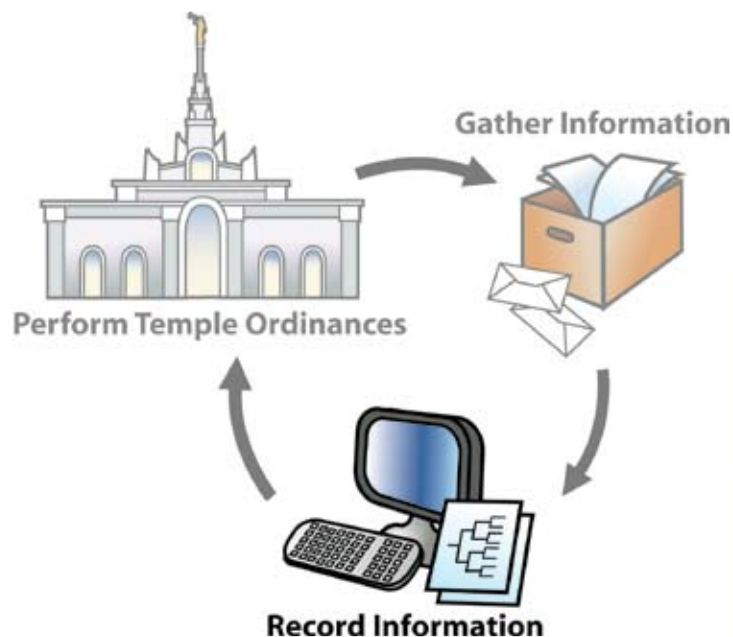 Gather Information
Perform Temple Ordinances
Record Information